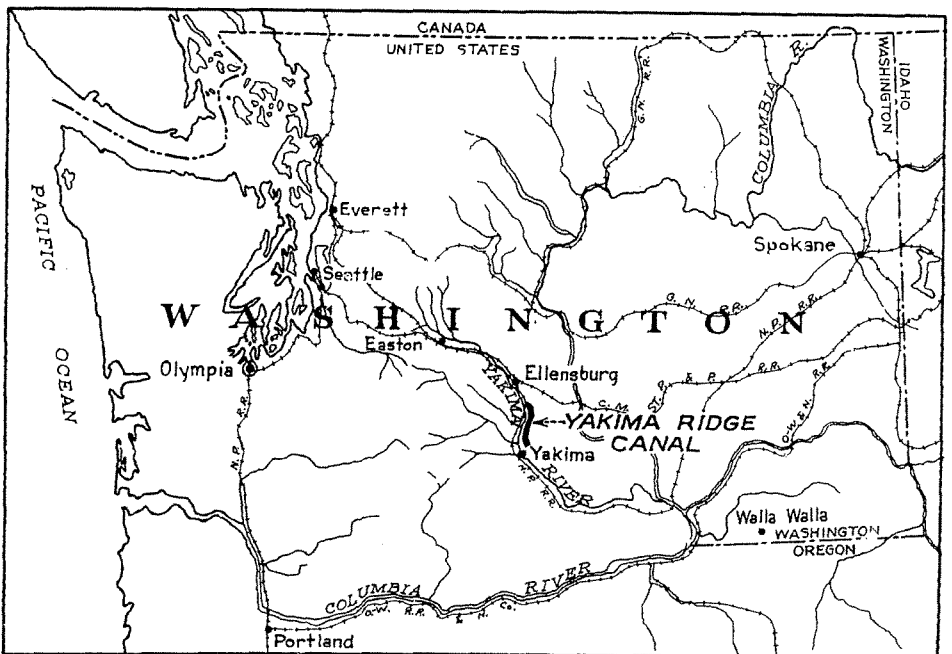 CANADA
UNITED STATES
G. N. R. R.
COLUMBIA R.
IDAHO
WASHINGTON
PACIFIC
OCEAN
Everett
Spokane
Seattle
G. N. R.R.
N. P. R.R.
WASHINGTON
Easton
Olympia
YAKIMA
RIVER
Ellensburg
C. M. ST. P. & P. R.R.
O.-W. & N. R.R.
N.P. R.R.
YAKIMA RIDGE
CANAL
Yakima
N. P. R. R.
Walla Walla
WASHINGTON
OREGON
COLUMBIA RIVER
O.-W. R.R. & N. Co.
Portland